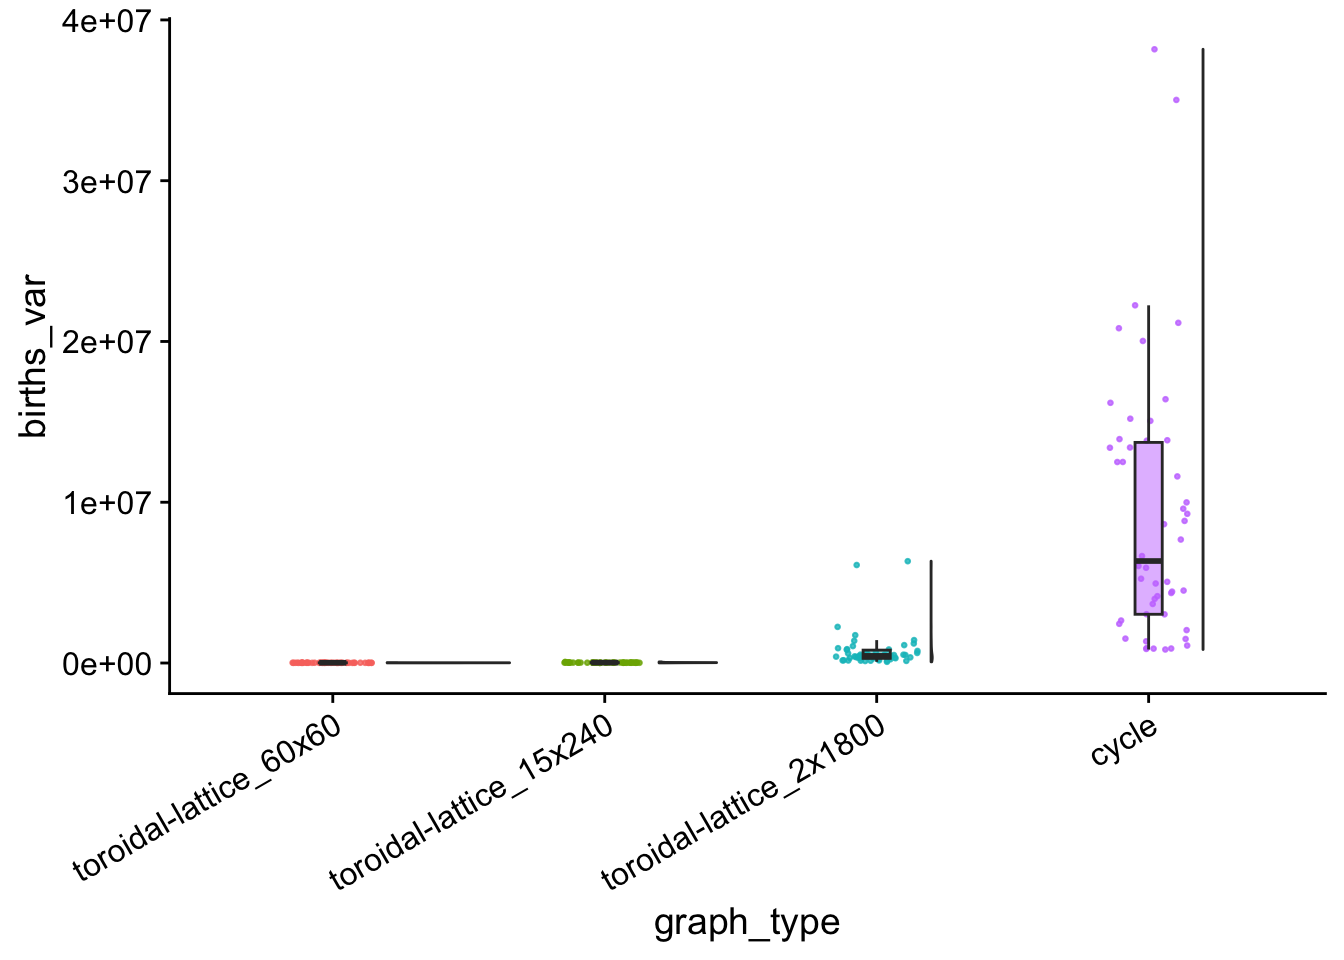 4e+07
3e+07
2e+07
1e+07
0e+00
births_var
toroidal-lattice_60x60
toroidal-lattice_15x240
toroidal-lattice_2x1800
cycle
graph_type